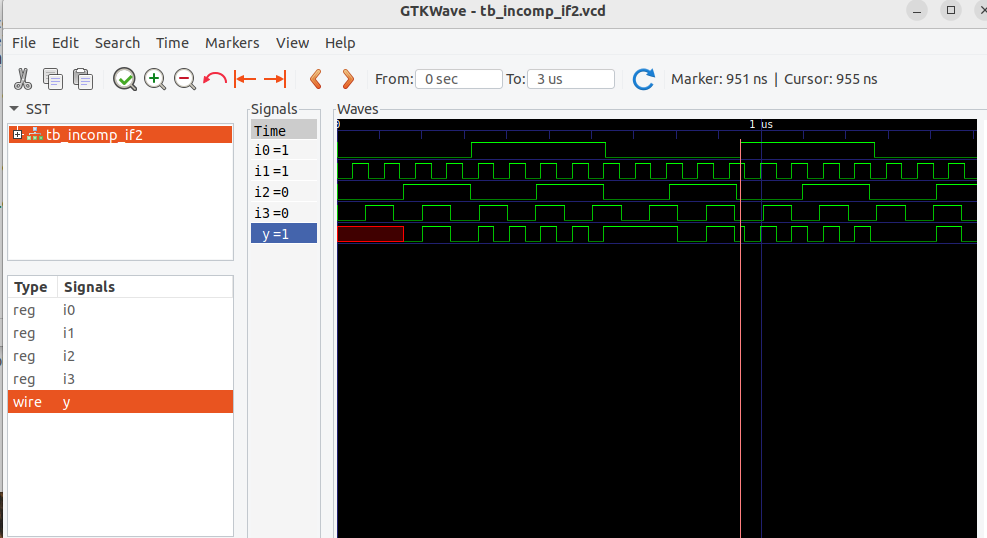 GTKWave - tb_incomp_if2.vcd
File Edit Search Time Markers View Help
From: 0 sec To: 3 us Marker: 951 ns | Cursor: 955 ns
SST
tb_incomp_if2
Type Signals
reg i0
reg i1
reg i2
reg i3
wire y
Signals
Time
i0 =1
i1 =1
i2 =0
i3 =0
y =1
Waves
0 1 us